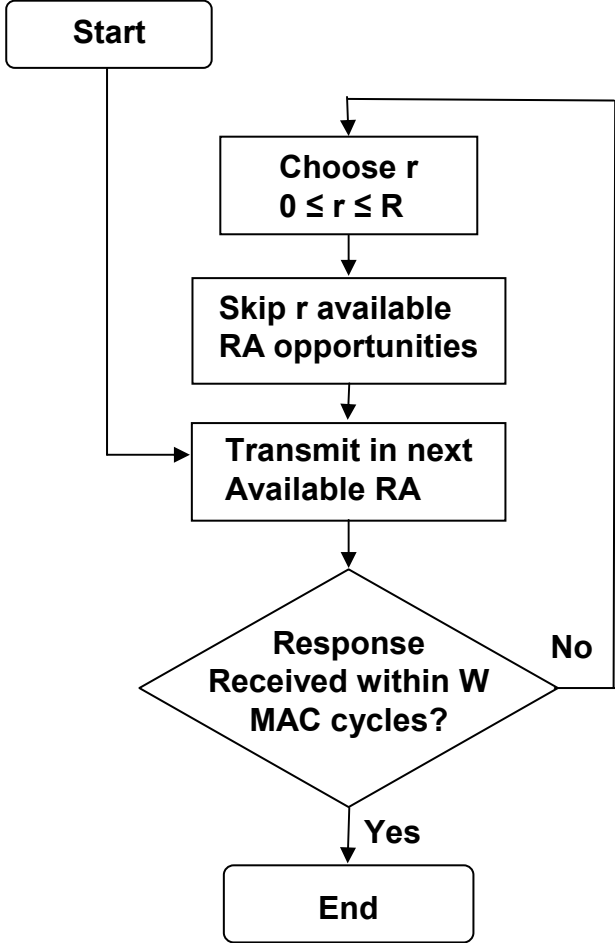 Start
Choose r
0 ≤ r ≤ R
Skip r available
RA opportunities
Transmit in next
Available RA
Response
Received within W
MAC cycles?
No
Yes
End